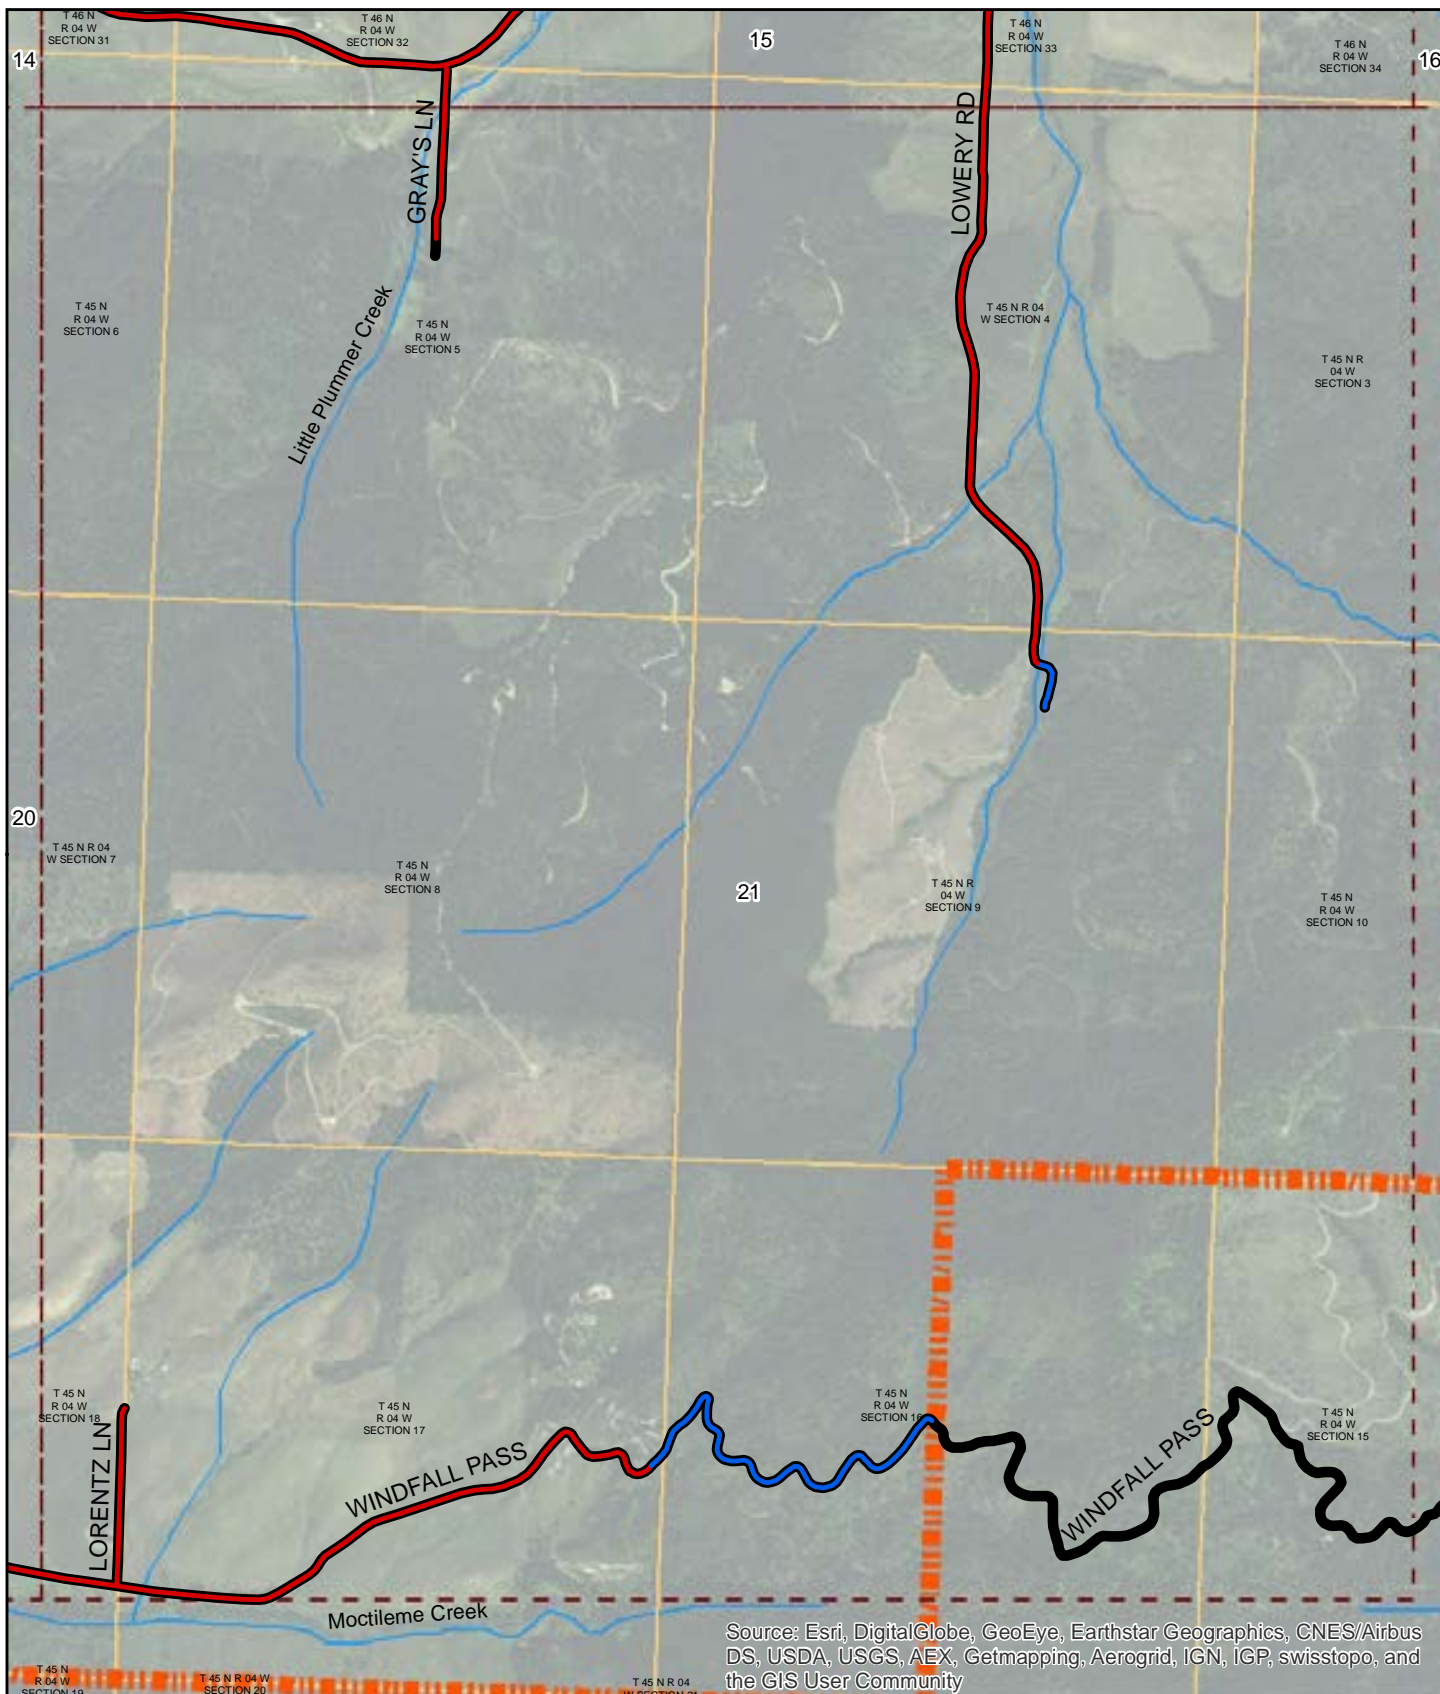 T 46 N
R 04 W
SECTION 31
T 46 N
R 04 W
SECTION 32
15
T 46 N
R 04 W
SECTION 33
T 46 N
R 04 W
SECTION 34
14
16
GRAY'S LN
LOWERY RD
T 45 N
R 04 W
SECTION 6
Little Plummer Creek
T 45 N
R 04 W
SECTION 5
T 45 N R 04
W SECTION 4
T 45 N R
04 W
SECTION 3
20
T 45 N R 04
W SECTION 7
T 45 N
R 04 W
SECTION 8
21
T 45 N R
04 W
SECTION 9
T 45 N
R 04 W
SECTION 10
T 45 N
R 04 W
SECTION 18
LORENTZ LN
T 45 N
R 04 W
SECTION 17
WINDFALL PASS
T 45 N
R 04 W
SECTION 16
WINDFALL PASS
T 45 N
R 04 W
SECTION 15
Moctileme Creek
Source: Esri, DigitalGlobe, GeoEye, Earthstar Geographics, CNES/Airbus
DS, USDA, USGS, AEX, Getmapping, Aerogrid, IGN, IGP, swisstopo, and
the GIS User Community
T 45 N
R 04 W
SECTION 19
T 45 N R 04 W
SECTION 20
T 45 N R 04
W SECTION 21